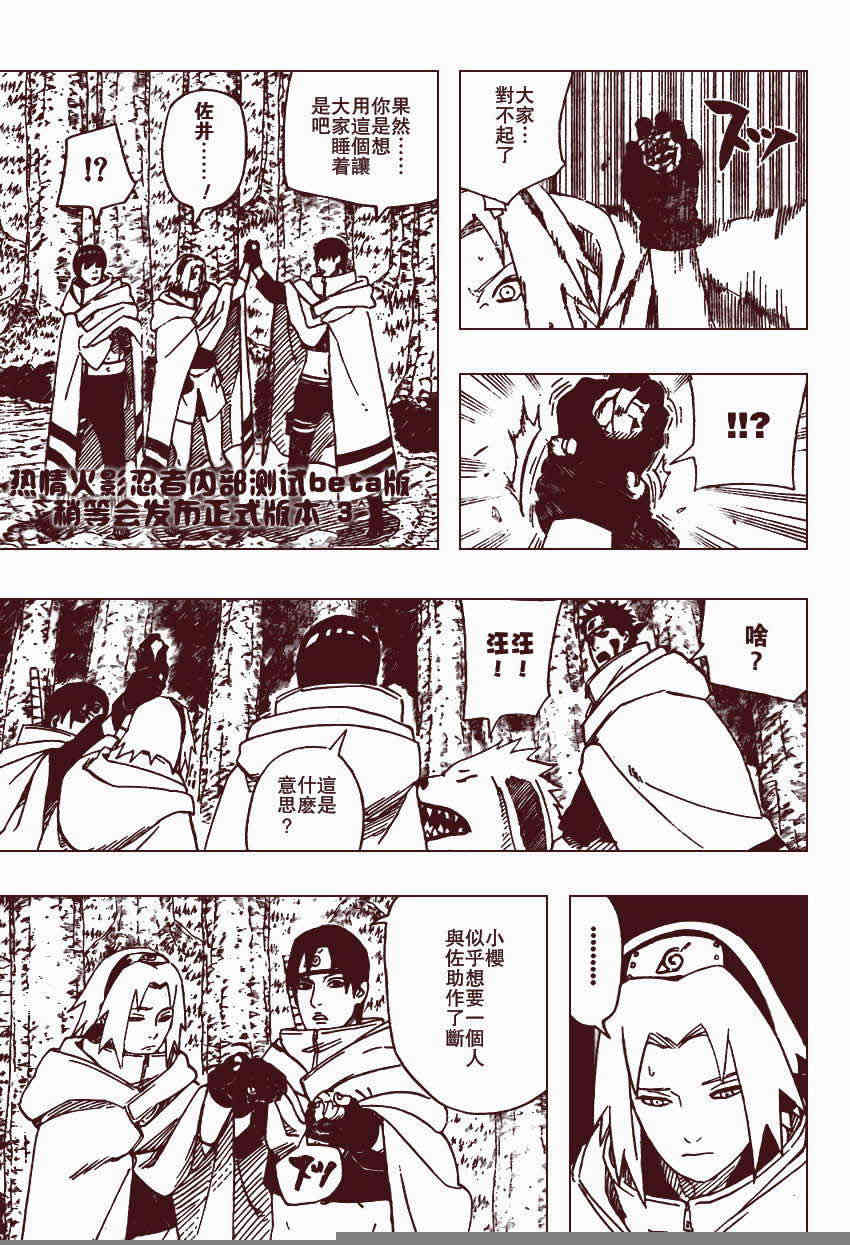 大家…
對不起了
ズッ
!!?
果然……
你是想
用這個讓
大家睡着
是吧
佐井……！
!?
热情火影忍者内部测试beta版
稍等会发布正式版本 3
啥？
汪！
汪！
這是
什麽
意思？
………
小櫻
似乎想要一個人
與佐助作了斷
ズッ